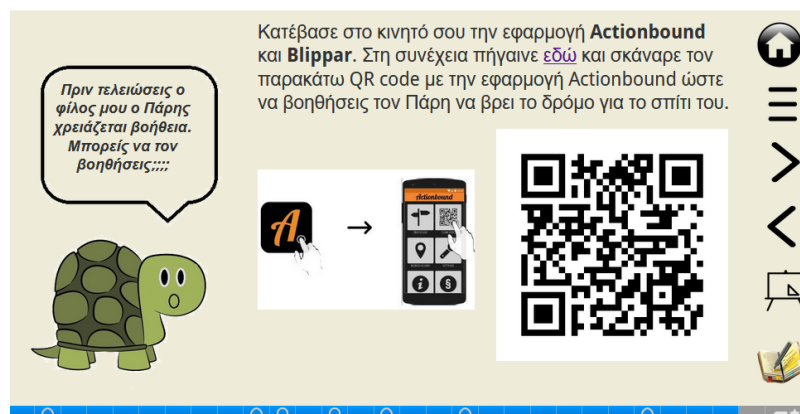 Κατέβασε στο κινητό σου την εφαρμογή Actionbound
και Blippar. Στη συνέχεια πήγαινε εδώ και σκάναρε τον
παρακάτω QR code με την εφαρμογή Actionbound ώστε
να βοηθήσεις τον Πάρη να βρει το δρόμο για το σπίτι του.
Πριν τελειώσεις ο
φίλος μου ο Πάρης
χρειάζεται βοήθεια.
Μπορείς να τον
βοηθήσεις;;;;
A
Actionbound